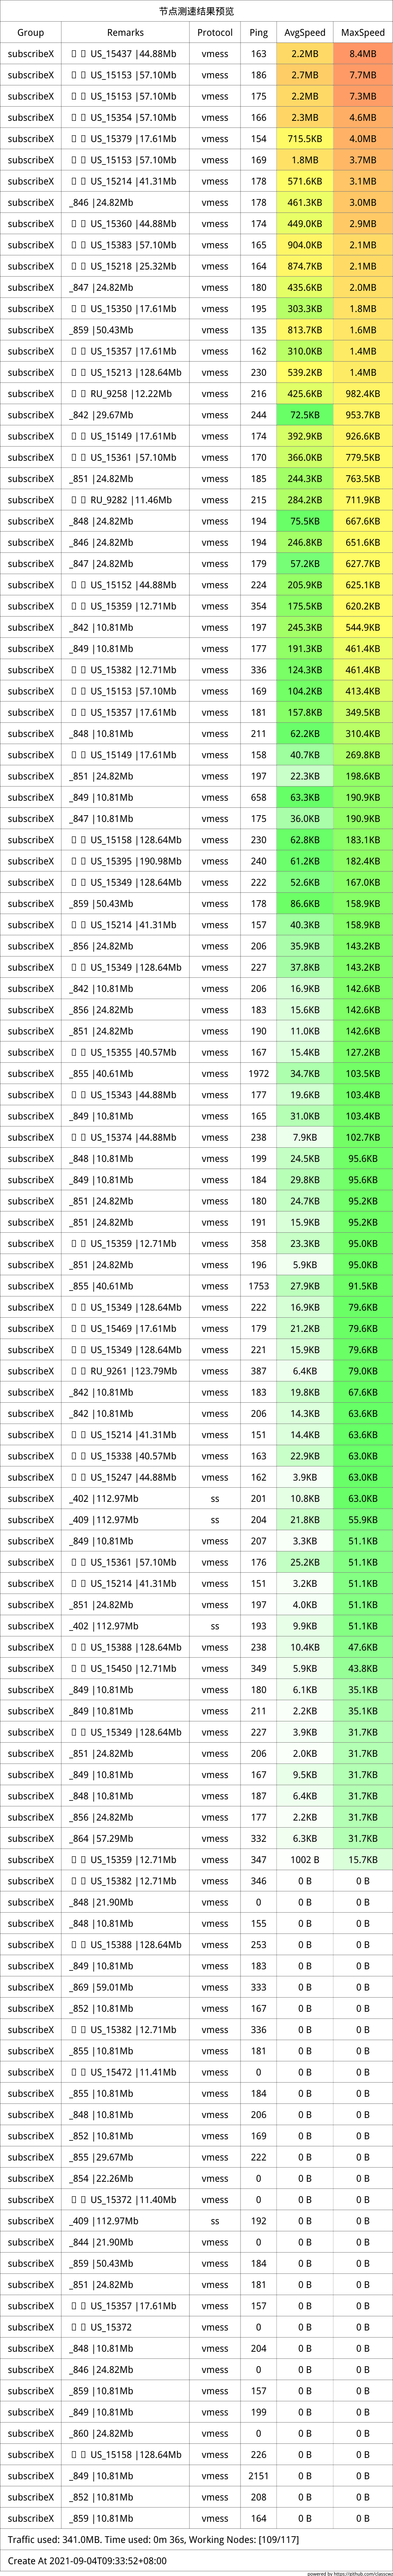 节点测速结果预览
Group Remarks Protocol Ping AvgSpeed MaxSpeed
subscribeX US_15437 |44.88Mb vmess 163 2.2MB 8.4MB
subscribeX US_15153 |57.10Mb vmess 186 2.7MB 7.7MB
subscribeX US_15153 |57.10Mb vmess 175 2.2MB 7.3MB
subscribeX US_15354 |57.10Mb vmess 166 2.3MB 4.6MB
subscribeX US_15379 |17.61Mb vmess 154 715.5KB 4.0MB
subscribeX US_15153 |57.10Mb vmess 169 1.8MB 3.7MB
subscribeX US_15214 |41.31Mb vmess 178 571.6KB 3.1MB
subscribeX _846 |24.82Mb vmess 178 461.3KB 3.0MB
subscribeX US_15360 |44.88Mb vmess 174 449.0KB 2.9MB
subscribeX US_15383 |57.10Mb vmess 165 904.0KB 2.1MB
subscribeX US_15218 |25.32Mb vmess 164 874.7KB 2.1MB
subscribeX _847 |24.82Mb vmess 180 435.6KB 2.0MB
subscribeX US_15350 |17.61Mb vmess 195 303.3KB 1.8MB
subscribeX _859 |50.43Mb vmess 135 813.7KB 1.6MB
subscribeX US_15357 |17.61Mb vmess 162 310.0KB 1.4MB
subscribeX US_15213 |128.64Mb vmess 230 539.2KB 1.4MB
subscribeX RU_9258 |12.22Mb vmess 216 425.6KB 982.4KB
subscribeX _842 |29.67Mb vmess 244 72.5KB 953.7KB
subscribeX US_15149 |17.61Mb vmess 174 392.9KB 926.6KB
subscribeX US_15361 |57.10Mb vmess 170 366.0KB 779.5KB
subscribeX _851 |24.82Mb vmess 185 244.3KB 763.5KB
subscribeX RU_9282 |11.46Mb vmess 215 284.2KB 711.9KB
subscribeX _848 |24.82Mb vmess 194 75.5KB 667.6KB
subscribeX _846 |24.82Mb vmess 194 246.8KB 651.6KB
subscribeX _847 |24.82Mb vmess 179 57.2KB 627.7KB
subscribeX US_15152 |44.88Mb vmess 224 205.9KB 625.1KB
subscribeX US_15359 |12.71Mb vmess 354 175.5KB 620.2KB
subscribeX _842 |10.81Mb vmess 197 245.3KB 544.9KB
subscribeX _849 |10.81Mb vmess 177 191.3KB 461.4KB
subscribeX US_15382 |12.71Mb vmess 336 124.3KB 461.4KB
subscribeX US_15153 |57.10Mb vmess 169 104.2KB 413.4KB
subscribeX US_15357 |17.61Mb vmess 181 157.8KB 349.5KB
subscribeX _848 |10.81Mb vmess 211 62.2KB 310.4KB
subscribeX US_15149 |17.61Mb vmess 158 40.7KB 269.8KB
subscribeX _851 |24.82Mb vmess 197 22.3KB 198.6KB
subscribeX _849 |10.81Mb vmess 658 63.3KB 190.9KB
subscribeX _847 |10.81Mb vmess 175 36.0KB 190.9KB
subscribeX US_15158 |128.64Mb vmess 230 62.8KB 183.1KB
subscribeX US_15395 |190.98Mb vmess 240 61.2KB 182.4KB
subscribeX US_15349 |128.64Mb vmess 222 52.6KB 167.0KB
subscribeX _859 |50.43Mb vmess 178 86.6KB 158.9KB
subscribeX US_15214 |41.31Mb vmess 157 40.3KB 158.9KB
subscribeX _856 |24.82Mb vmess 206 35.9KB 143.2KB
subscribeX US_15349 |128.64Mb vmess 227 37.8KB 143.2KB
subscribeX _842 |10.81Mb vmess 206 16.9KB 142.6KB
subscribeX _856 |24.82Mb vmess 183 15.6KB 142.6KB
subscribeX _851 |24.82Mb vmess 190 11.0KB 142.6KB
subscribeX US_15355 |40.57Mb vmess 167 15.4KB 127.2KB
subscribeX _855 |40.61Mb vmess 1972 34.7KB 103.5KB
subscribeX US_15343 |44.88Mb vmess 177 19.6KB 103.4KB
subscribeX _849 |10.81Mb vmess 165 31.0KB 103.4KB
subscribeX US_15374 |44.88Mb vmess 238 7.9KB 102.7KB
subscribeX _848 |10.81Mb vmess 199 24.5KB 95.6KB
subscribeX _849 |10.81Mb vmess 184 29.8KB 95.6KB
subscribeX _851 |24.82Mb vmess 180 24.7KB 95.2KB
subscribeX _851 |24.82Mb vmess 191 15.9KB 95.2KB
subscribeX US_15359 |12.71Mb vmess 358 23.3KB 95.0KB
subscribeX _851 |24.82Mb vmess 196 5.9KB 95.0KB
subscribeX _855 |40.61Mb vmess 1753 27.9KB 91.5KB
subscribeX US_15349 |128.64Mb vmess 222 16.9KB 79.6KB
subscribeX US_15469 |17.61Mb vmess 179 21.2KB 79.6KB
subscribeX US_15349 |128.64Mb vmess 221 15.9KB 79.6KB
subscribeX RU_9261 |123.79Mb vmess 387 6.4KB 79.0KB
subscribeX _842 |10.81Mb vmess 183 19.8KB 67.6KB
subscribeX _842 |10.81Mb vmess 206 14.3KB 63.6KB
subscribeX US_15214 |41.31Mb vmess 151 14.4KB 63.6KB
subscribeX US_15338 |40.57Mb vmess 163 22.9KB 63.0KB
subscribeX US_15247 |44.88Mb vmess 162 3.9KB 63.0KB
subscribeX _402 |112.97Mb ss 201 10.8KB 63.0KB
subscribeX _409 |112.97Mb ss 204 21.8KB 55.9KB
subscribeX _849 |10.81Mb vmess 207 3.3KB 51.1KB
subscribeX US_15361 |57.10Mb vmess 176 25.2KB 51.1KB
subscribeX US_15214 |41.31Mb vmess 151 3.2KB 51.1KB
subscribeX _851 |24.82Mb vmess 197 4.0KB 51.1KB
subscribeX _402 |112.97Mb ss 193 9.9KB 51.1KB
subscribeX US_15388 |128.64Mb vmess 238 10.4KB 47.6KB
subscribeX US_15450 |12.71Mb vmess 349 5.9KB 43.8KB
subscribeX _849 |10.81Mb vmess 180 6.1KB 35.1KB
subscribeX _849 |10.81Mb vmess 211 2.2KB 35.1KB
subscribeX US_15349 |128.64Mb vmess 227 3.9KB 31.7KB
subscribeX _851 |24.82Mb vmess 206 2.0KB 31.7KB
subscribeX _849 |10.81Mb vmess 167 9.5KB 31.7KB
subscribeX _848 |10.81Mb vmess 187 6.4KB 31.7KB
subscribeX _856 |24.82Mb vmess 177 2.2KB 31.7KB
subscribeX _864 |57.29Mb vmess 332 6.3KB 31.7KB
subscribeX US_15359 |12.71Mb vmess 347 1002 B 15.7KB
subscribeX US_15382 |12.71Mb vmess 346 0 B 0 B
subscribeX _848 |21.90Mb vmess 0 0 B 0 B
subscribeX _848 |10.81Mb vmess 155 0 B 0 B
subscribeX US_15388 |128.64Mb vmess 253 0 B 0 B
subscribeX _849 |10.81Mb vmess 183 0 B 0 B
subscribeX _869 |59.01Mb vmess 333 0 B 0 B
subscribeX _852 |10.81Mb vmess 167 0 B 0 B
subscribeX US_15382 |12.71Mb vmess 336 0 B 0 B
subscribeX _855 |10.81Mb vmess 181 0 B 0 B
subscribeX US_15472 |11.41Mb vmess 0 0 B 0 B
subscribeX _855 |10.81Mb vmess 184 0 B 0 B
subscribeX _848 |10.81Mb vmess 206 0 B 0 B
subscribeX _852 |10.81Mb vmess 169 0 B 0 B
subscribeX _855 |29.67Mb vmess 222 0 B 0 B
subscribeX _854 |22.26Mb vmess 0 0 B 0 B
subscribeX US_15372 |11.40Mb vmess 0 0 B 0 B
subscribeX _409 |112.97Mb ss 192 0 B 0 B
subscribeX _844 |21.90Mb vmess 0 0 B 0 B
subscribeX _859 |50.43Mb vmess 184 0 B 0 B
subscribeX _851 |24.82Mb vmess 181 0 B 0 B
subscribeX US_15357 |17.61Mb vmess 157 0 B 0 B
subscribeX US_15372 vmess 0 0 B 0 B
subscribeX _848 |10.81Mb vmess 204 0 B 0 B
subscribeX _846 |24.82Mb vmess 0 0 B 0 B
subscribeX _859 |10.81Mb vmess 157 0 B 0 B
subscribeX _849 |10.81Mb vmess 199 0 B 0 B
subscribeX _860 |24.82Mb vmess 0 0 B 0 B
subscribeX US_15158 |128.64Mb vmess 226 0 B 0 B
subscribeX _849 |10.81Mb vmess 2151 0 B 0 B
subscribeX _852 |10.81Mb vmess 208 0 B 0 B
subscribeX _859 |10.81Mb vmess 164 0 B 0 B
Traffic used: 341.0MB. Time used: 0m 36s, Working Nodes: [109/117]
Create At 2021-09-04T09:33:52+08:00